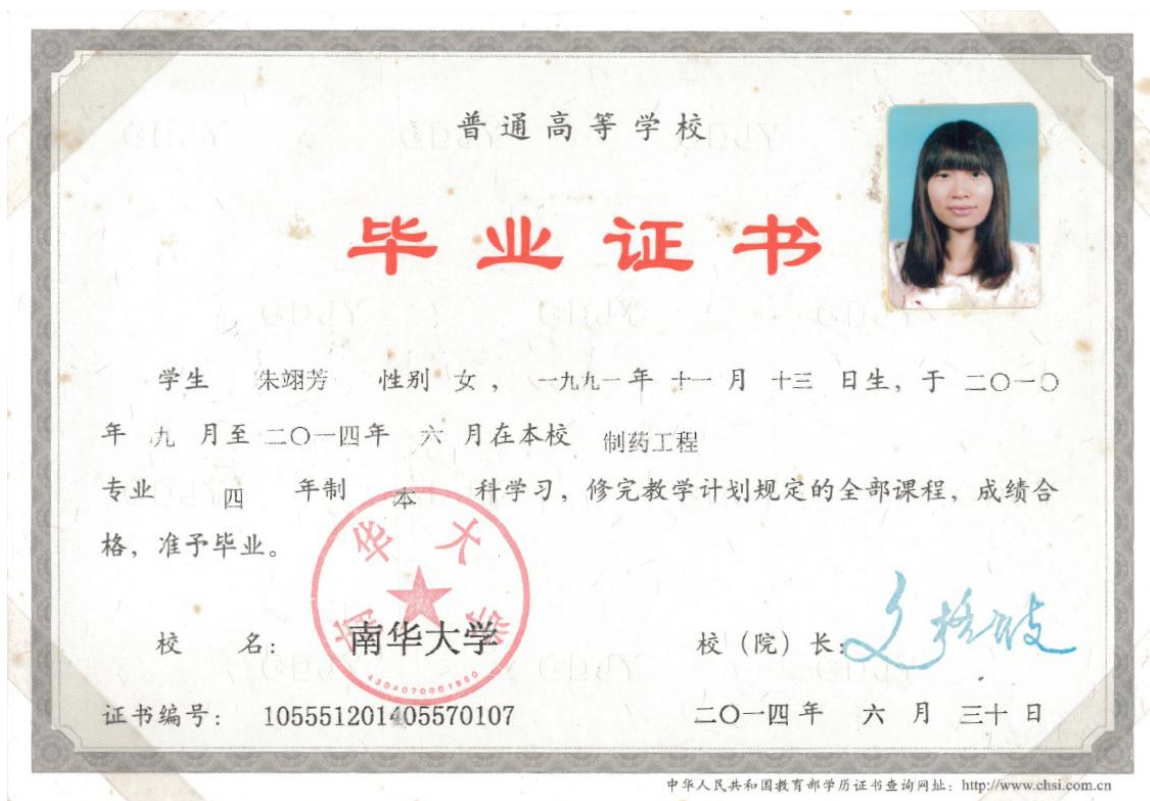 普通高等学校
毕业证书
学生 朱翊芳 性别 女，一九九一年 十一 月 十三 日生，于 二〇一〇
年 九 月至 二〇一四年 六 月在本校 制药工程
专业 四 年制 本 科学习，修完教学计划规定的全部课程，成绩合
格，准予毕业。
校 名： 南华大学
南华大学
4304070001860
校（院）长：
证书编号： 105551201405570107
二〇一四 年 六 月 三十 日
中华人民共和国教育部学历证书查询网址：http://www.chsi.com.cn